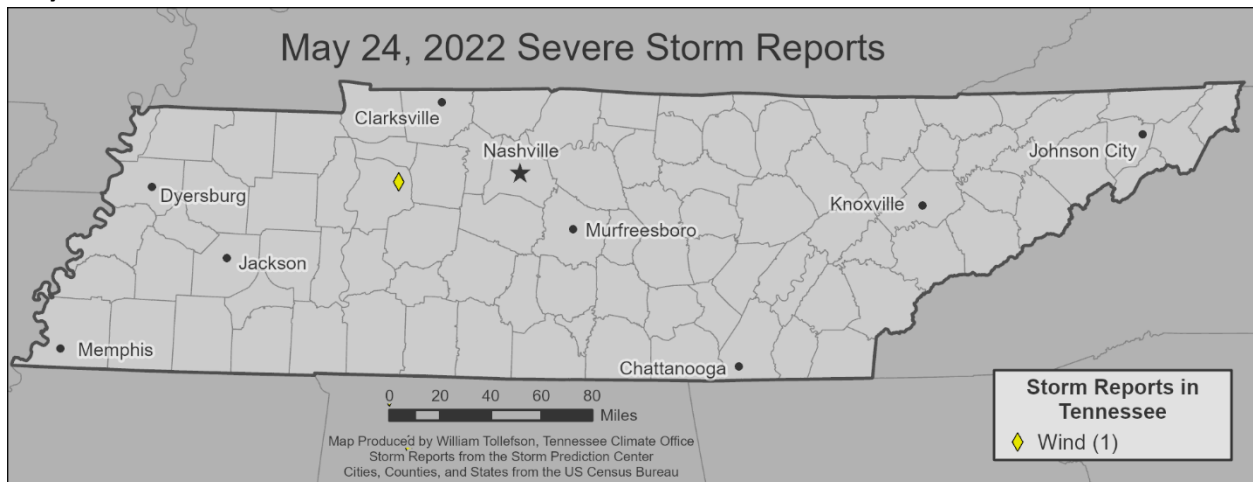 May 24, 2022 Severe Storm Reports
Clarksville
Nashville
Johnson City
Dyersburg
Knoxville
Murfreesboro
Jackson
Memphis
Chattanooga
0 20 40 60 80
Miles
Map Produced by William Tollefson, Tennessee Climate Office
Storm Reports from the Storm Prediction Center
Cities, Counties, and States from the US Census Bureau
Storm Reports in
Tennessee
Wind (1)